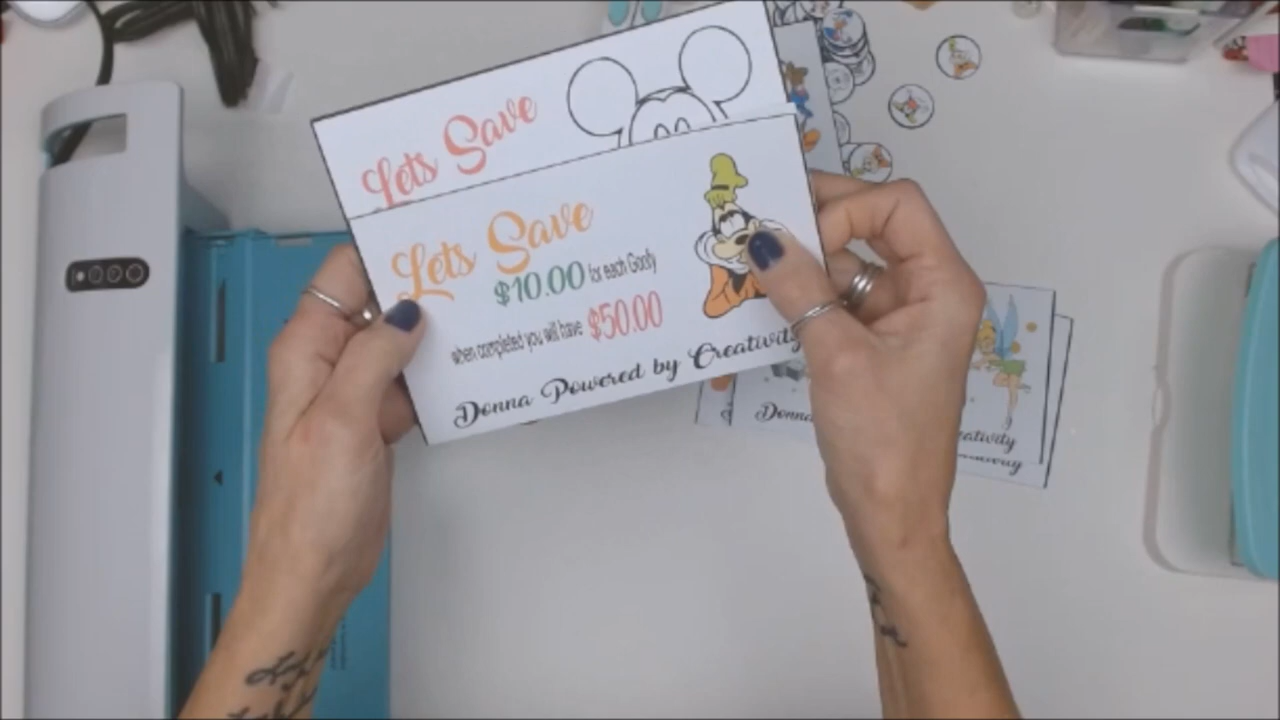 Lets Save
Lets Save
$10.00 for each Goofy
when completed you will have $50.00
Donna Powered by Creativity
Donna